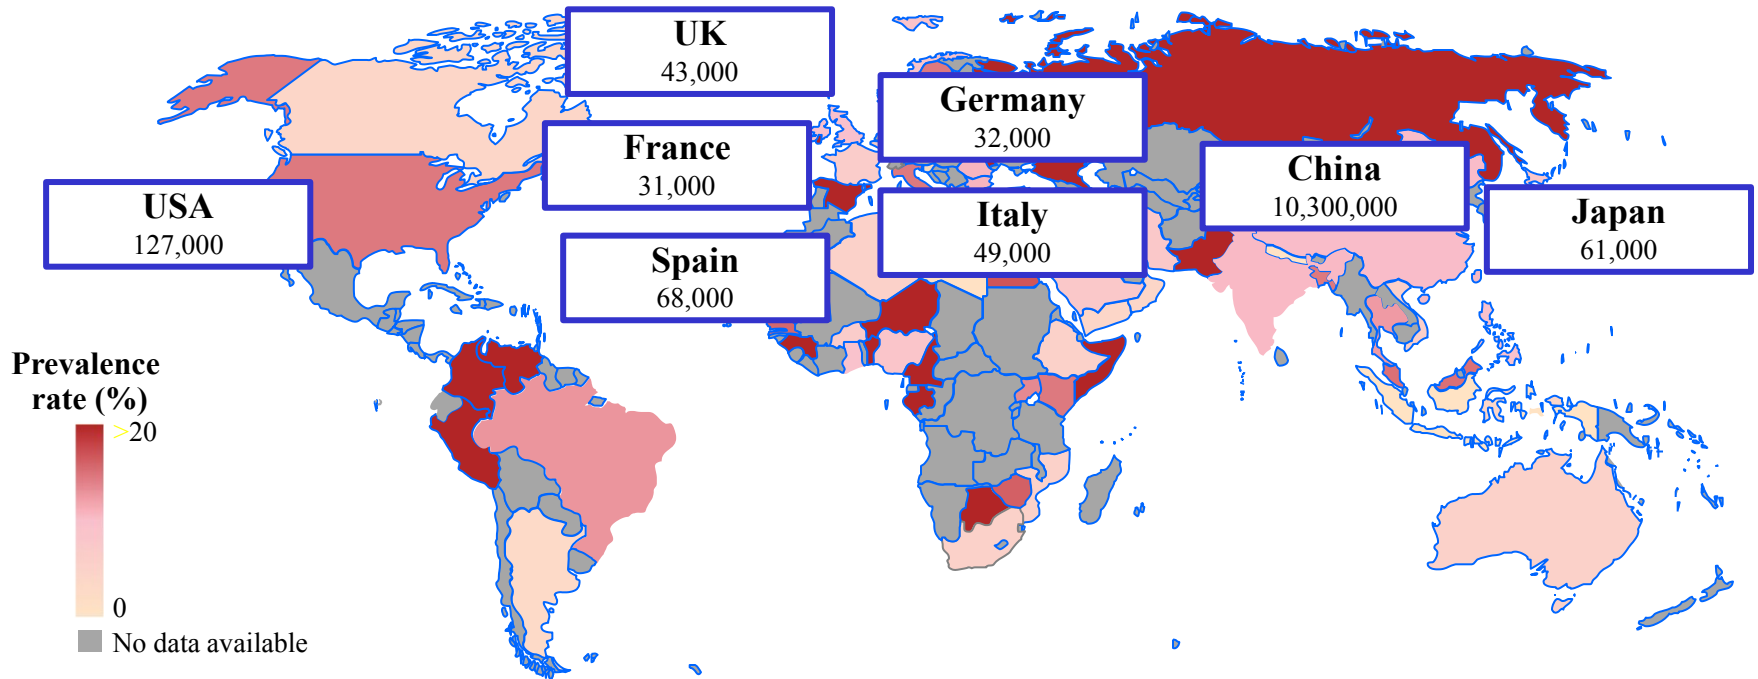 UK
43,000
Germany
32,000
France
31,000
China
10,300,000
USA
127,000
Japan
61,000
Italy
49,000
Spain
68,000
Prevalence
rate (%)
>20
0
No data available